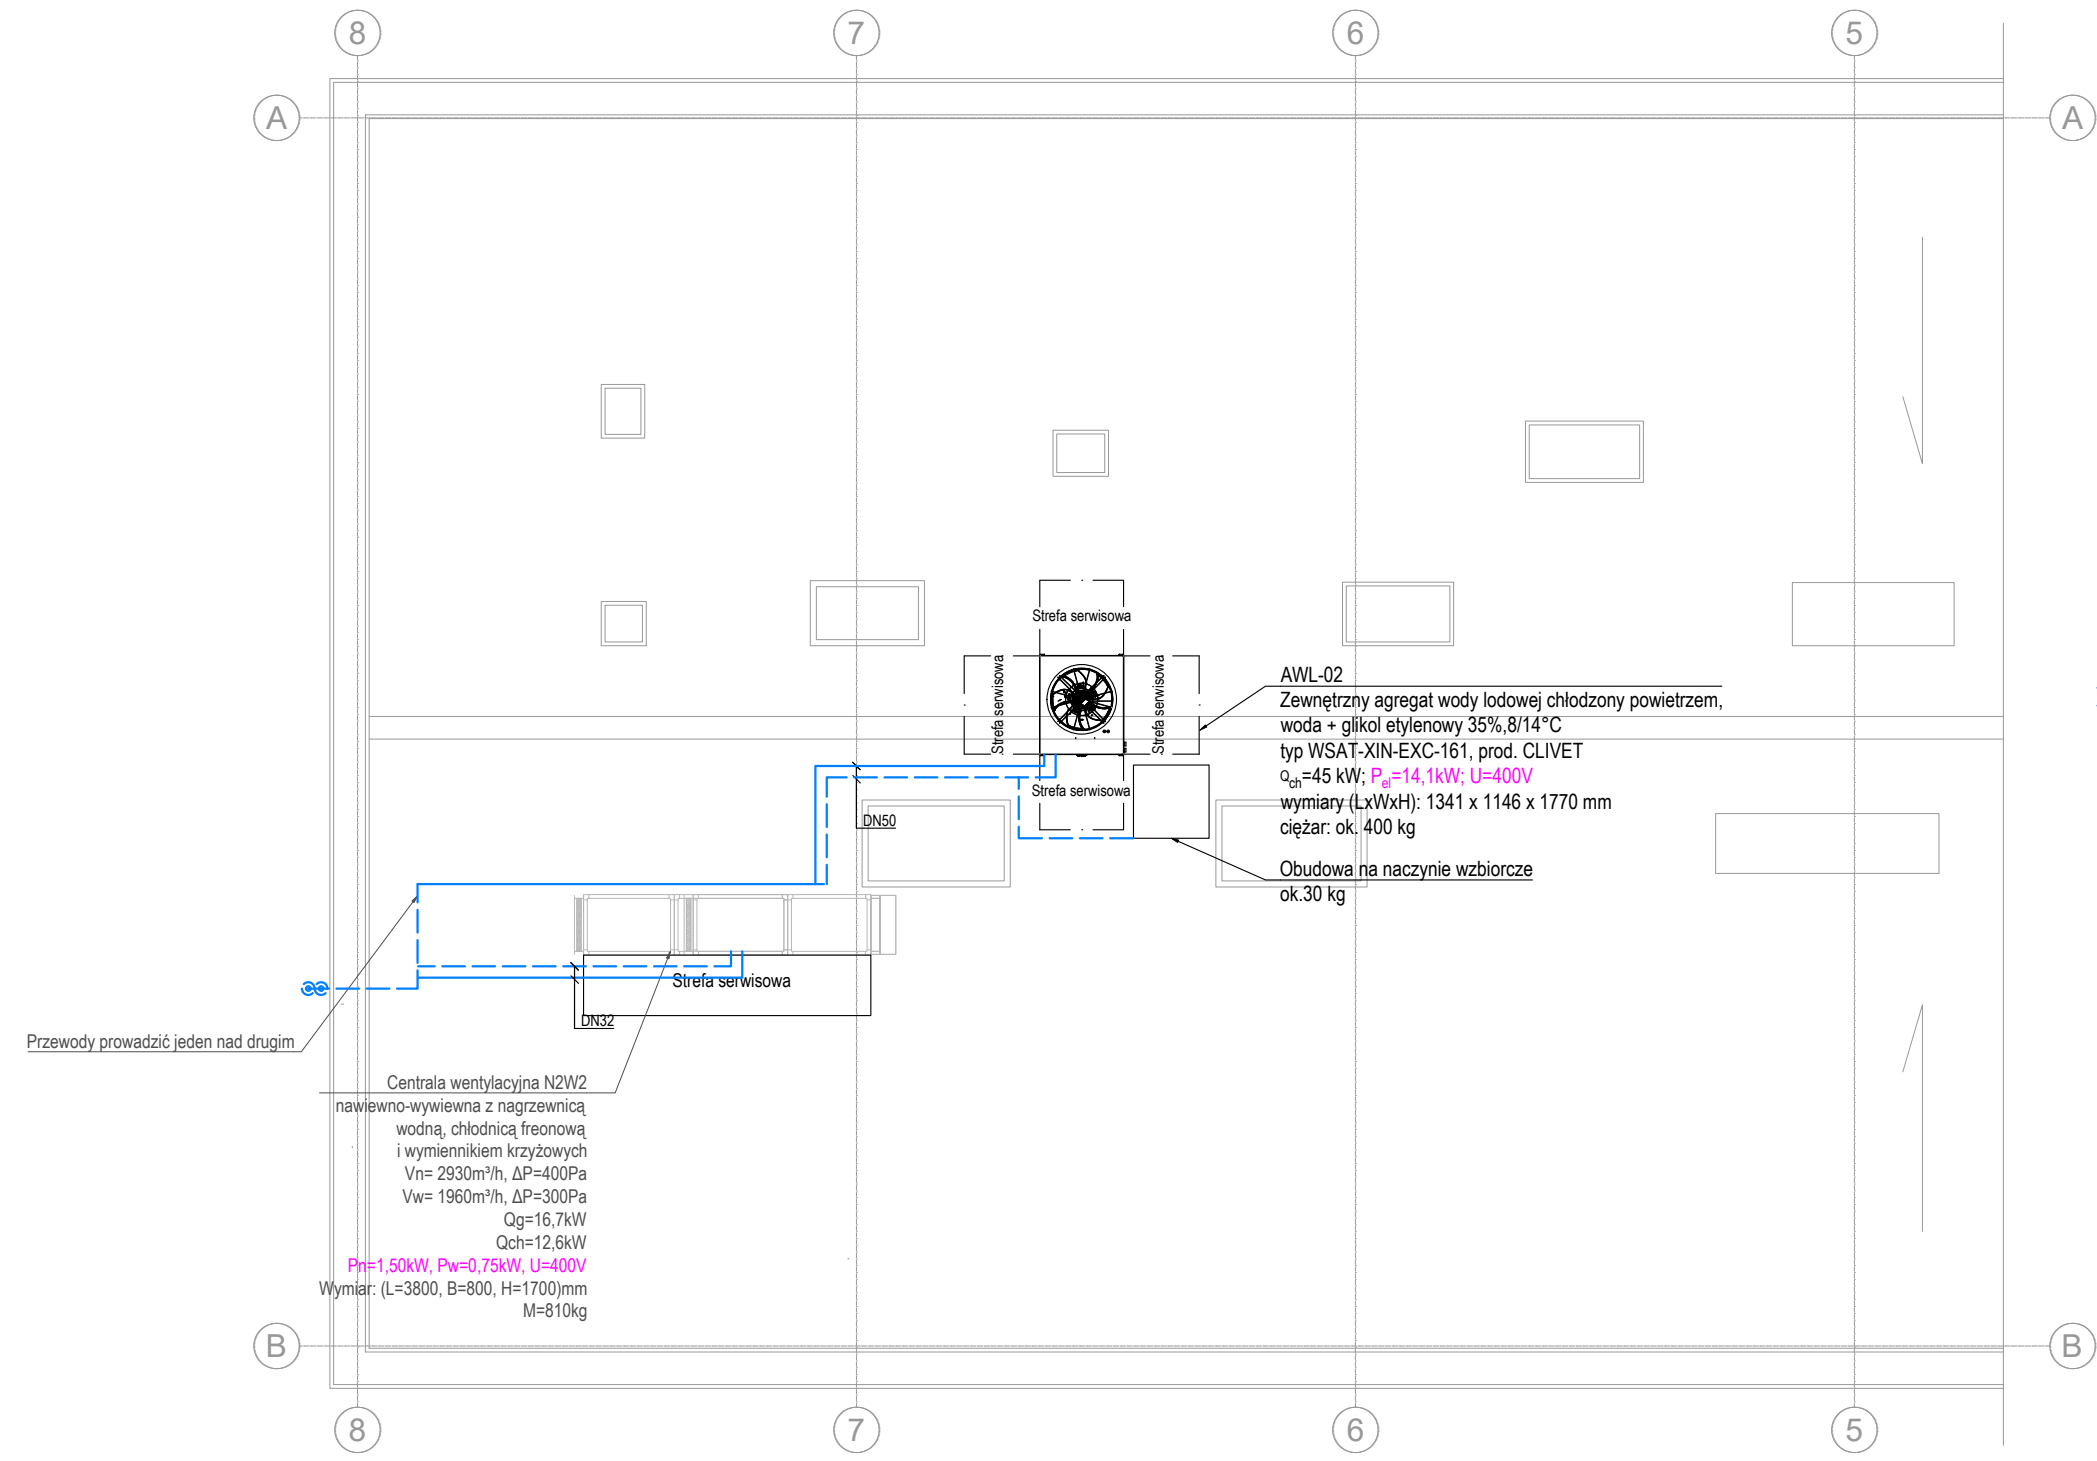 8
7
6
5
A
A
Strefa serwisowa
Strefa serwisowa
Strefa serwisowa
Strefa serwisowa
AWL-02
Zewnętrzny agregat wody lodowej chłodzony powietrzem,
woda + glikol etylenowy 35%,8/14°C
typ WSAT-XIN-EXC-161, prod. CLIVET
Qch=45 kW; Pel=14,1kW; U=400V
wymiary (LxWxH): 1341 x 1146 x 1770 mm
ciężar: ok. 400 kg
DN50
Obudowa na naczynie wzbiorcze
ok.30 kg
Strefa serwisowa
DN32
Przewody prowadzić jeden nad drugim
Centrala wentylacyjna N2W2
nawiewno-wywiewna z nagrzewnicą
wodną, chłodnicą freonową
i wymiennikiem krzyżowych
Vn= 2930m³/h, ΔP=400Pa
Vw= 1960m³/h, ΔP=300Pa
Qg=16,7kW
Qch=12,6kW
Pn=1,50kW, Pw=0,75kW, U=400V
Wymiar: (L=3800, B=800, H=1700)mm
M=810kg
B
B
8
7
6
5